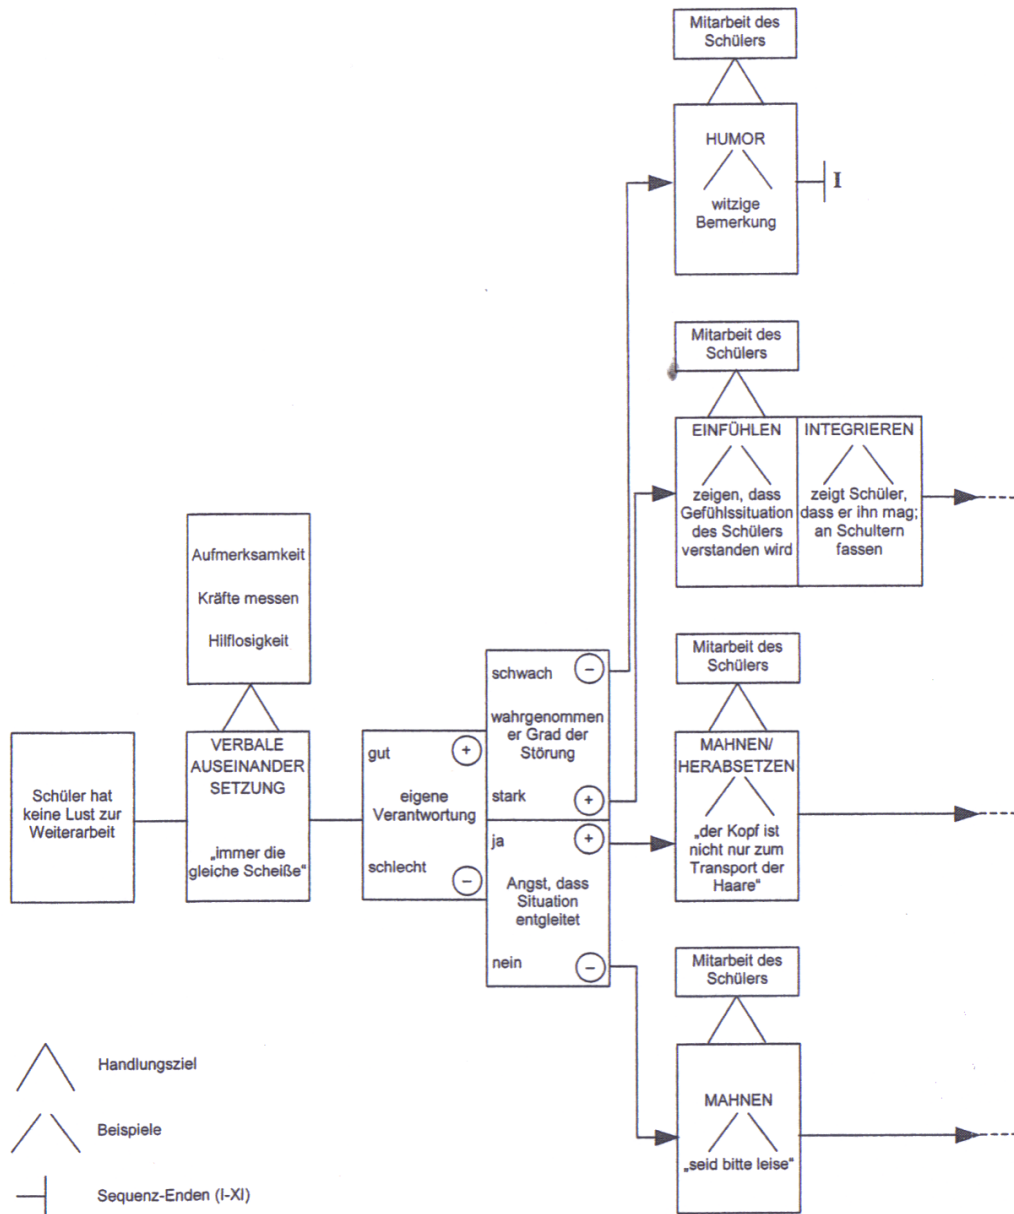 Mitarbeit des
Schülers
HUMOR
witzige
Bemerkung
I
Mitarbeit des
Schülers
EINFÜHLEN
zeigen, dass
Gefühlssituation
des Schülers
verstanden wird
INTEGRIEREN
zeigt Schüler,
dass er ihn mag;
an Schultern
fassen
Aufmerksamkeit
Kräfte messen
Hilflosigkeit
Schüler hat
keine Lust zur
Weiterarbeit
VERBALE
AUSEINANDER
SETZUNG
„immer die
gleiche Scheiße“
gut +
eigene
Verantwortung
schlecht −
schwach −
wahrgenommen
er Grad der
Störung
stark +
ja +
Angst, dass
Situation
entgleitet
nein −
Mitarbeit des
Schülers
MAHNEN/
HERABSETZEN
„der Kopf ist
nicht nur zum
Transport der
Haare“
Mitarbeit des
Schülers
MAHNEN
„seid bitte leise“
Handlungsziel
Beispiele
Sequenz-Enden (I-XI)